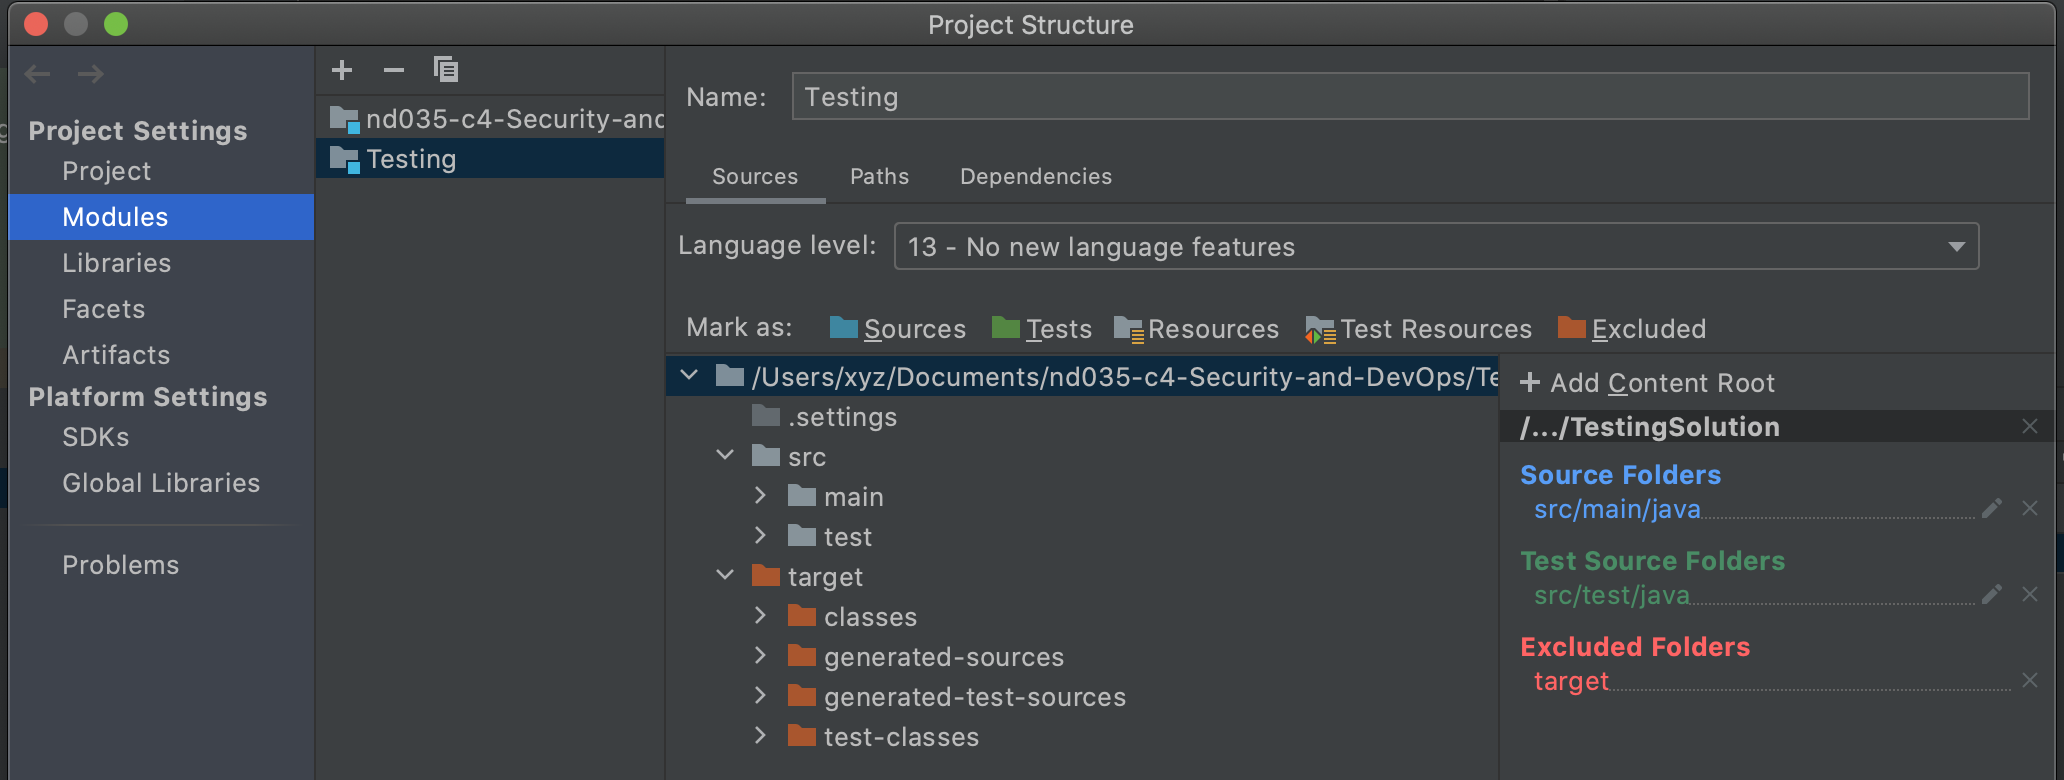 Project Structure
Project Settings
Project
Modules
Libraries
Facets
Artifacts
Platform Settings
SDKs
Global Libraries
Problems
nd035-c4-Security-and
Testing
Name: Testing
Sources Paths Dependencies
Language level: 13 - No new language features
Mark as: Sources Tests Resources Test Resources Excluded
/Users/xyz/Documents/nd035-c4-Security-and-DevOps/Te
.settings
src
main
test
target
classes
generated-sources
generated-test-sources
test-classes
+ Add Content Root
/.../TestingSolution
Source Folders
src/main/java
Test Source Folders
src/test/java
Excluded Folders
target